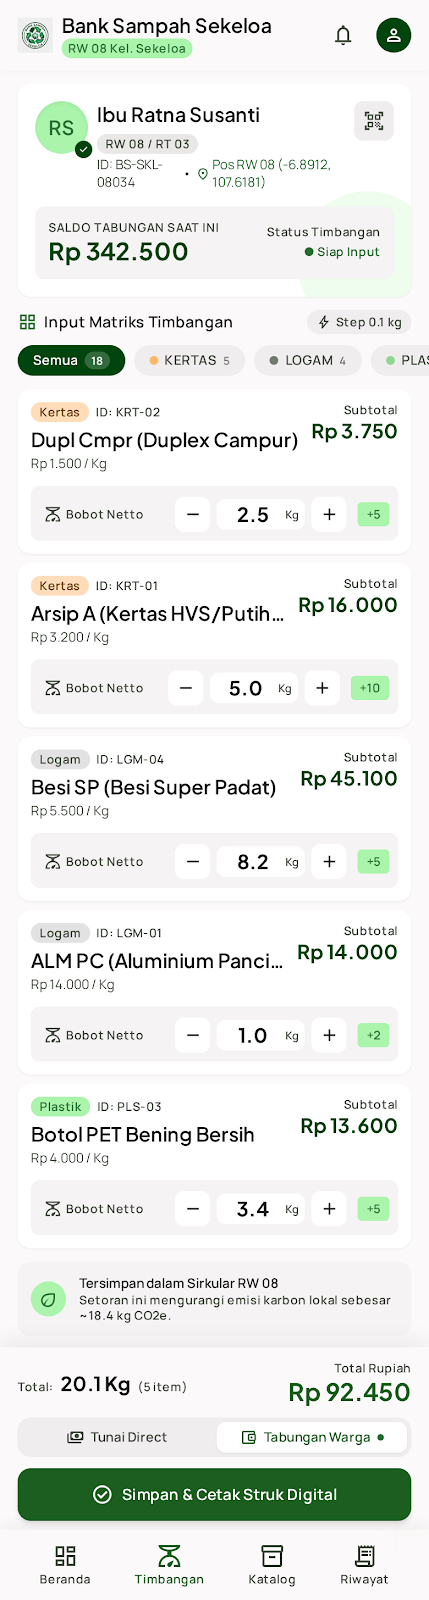 Bank Sampah Sekeloa
RW 08 Kel. Sekeloa
RS
Ibu Ratna Susanti
RW 08 / RT 03
ID: BS-SKL-
08034
•
Pos RW 08 (-6.8912,
107.6181)
SALDO TABUNGAN SAAT INI
Rp 342.500
Status Timbangan
Siap Input
Input Matriks Timbangan
Step 0.1 kg
Semua 18
KERTAS 5
LOGAM 4
PLAS
Kertas ID: KRT-02
Dupl Cmpr (Duplex Campur)
Rp 1.500 / Kg
Subtotal
Rp 3.750
Bobot Netto − 2.5 Kg + +5
Kertas ID: KRT-01
Arsip A (Kertas HVS/Putih...
Rp 3.200 / Kg
Subtotal
Rp 16.000
Bobot Netto − 5.0 Kg + +10
Logam ID: LGM-04
Besi SP (Besi Super Padat)
Rp 5.500 / Kg
Subtotal
Rp 45.100
Bobot Netto − 8.2 Kg + +5
Logam ID: LGM-01
ALM PC (Aluminium Panci...
Rp 14.000 / Kg
Subtotal
Rp 14.000
Bobot Netto − 1.0 Kg + +2
Plastik ID: PLS-03
Botol PET Bening Bersih
Rp 4.000 / Kg
Subtotal
Rp 13.600
Bobot Netto − 3.4 Kg + +5
Tersimpan dalam Sirkular RW 08
Setoran ini mengurangi emisi karbon lokal sebesar
~18.4 kg CO2e.
Total: 20.1 Kg (5 item)
Total Rupiah
Rp 92.450
Tunai Direct
Tabungan Warga
Simpan & Cetak Struk Digital
Beranda
Timbangan
Katalog
Riwayat